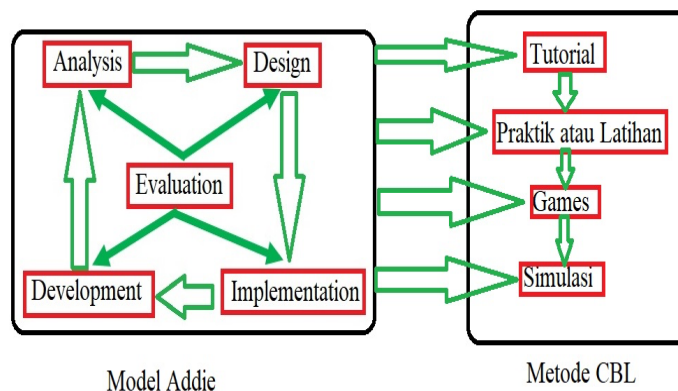 Analysis
Design
Evaluation
Development
Implementation
Model Addie
Tutorial
Praktik atau Latihan
Games
Simulasi
Metode CBL